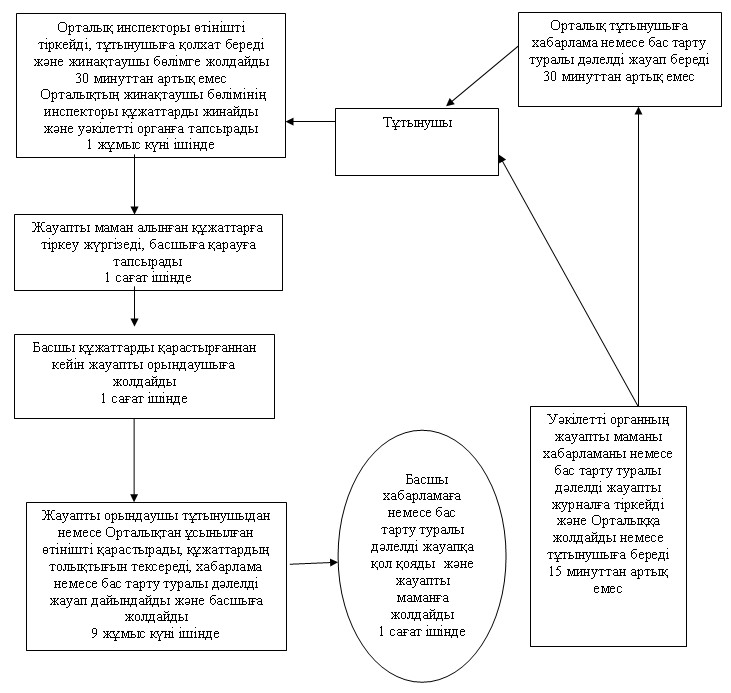 Орталық инспекторы өтінішті
тіркейді, тұтынушыға қолхат береді
және жинақтаушы бөлімге жолдайды
30 минуттан артық емес
Орталықтың жинақтаушы бөлімінің
инспекторы құжаттарды жинайды
және уәкілетті органға тапсырады
1 жұмыс күні ішінде
Тұтынушы
Орталық тұтынушыға
хабарлама немесе бас тарту
туралы дәлелді жауап береді
30 минуттан артық емес
Жауапты маман алынған құжаттарға
тіркеу жүргізеді, басшыға қарауға
тапсырады
1 сағат ішінде
Басшы құжаттарды қарастырғаннан
кейін жауапты орындаушыға
жолдайды
1 сағат ішінде
Жауапты орындаушы тұтынушыдан
немесе Орталықтан ұсынылған
өтінішті қарастырады, құжаттардың
толықтығын тексереді, хабарлама
немесе бас тарту туралы дәлелді
жауап дайындайды және басшыға
жолдайды
9 жұмыс күні ішінде
Басшы
хабарламаға
немесе бас
тарту туралы
дәлелді жауапқа
қол қояды және
жауапты
маманға
жолдайды
1 сағат ішінде
Уәкілетті органның
жауапты маманы
хабарламаны немесе
бас тарту туралы
дәлелді жауапты
журналға тіркейді
және Орталыққа
жолдайды немесе
тұтынушыға береді
15 минуттан артық
емес